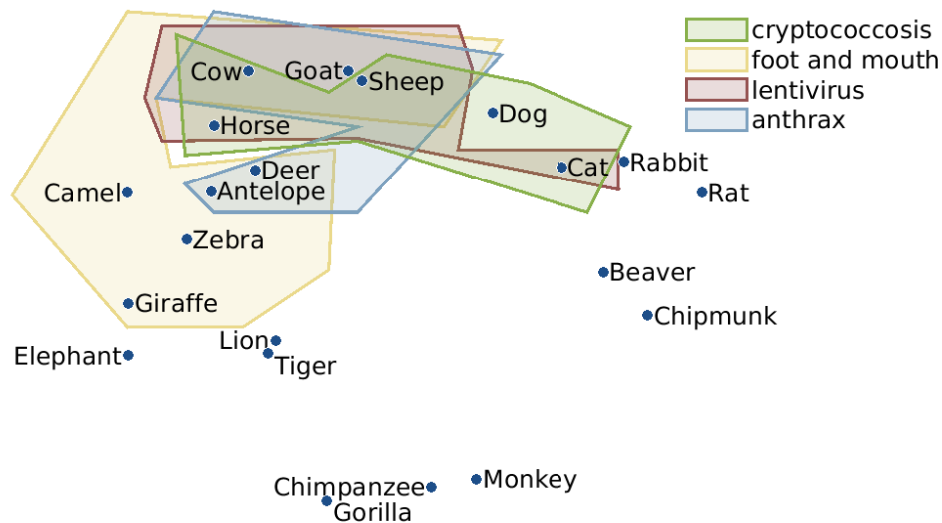 cryptococcosis
foot and mouth
lentivirus
anthrax
Cow
Goat
Sheep
Dog
Horse
Deer
Cat
Rabbit
Camel
Antelope
Rat
Zebra
Beaver
Giraffe
Chipmunk
Lion
Elephant
Tiger
Monkey
Chimpanzee
Gorilla